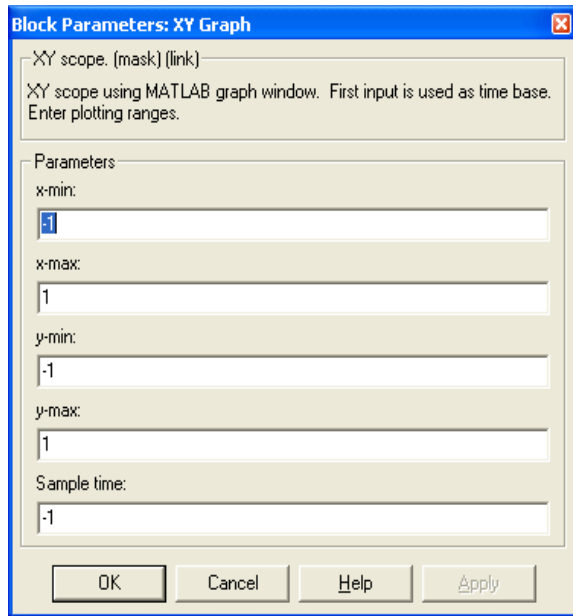 Block Parameters: XY Graph
XY scope. (mask) (link)
XY scope using MATLAB graph window.  First input is used as time base.
Enter plotting ranges.
Parameters
x-min:
-1
x-max:
1
y-min:
-1
y-max:
1
Sample time:
-1
OK Cancel Help Apply